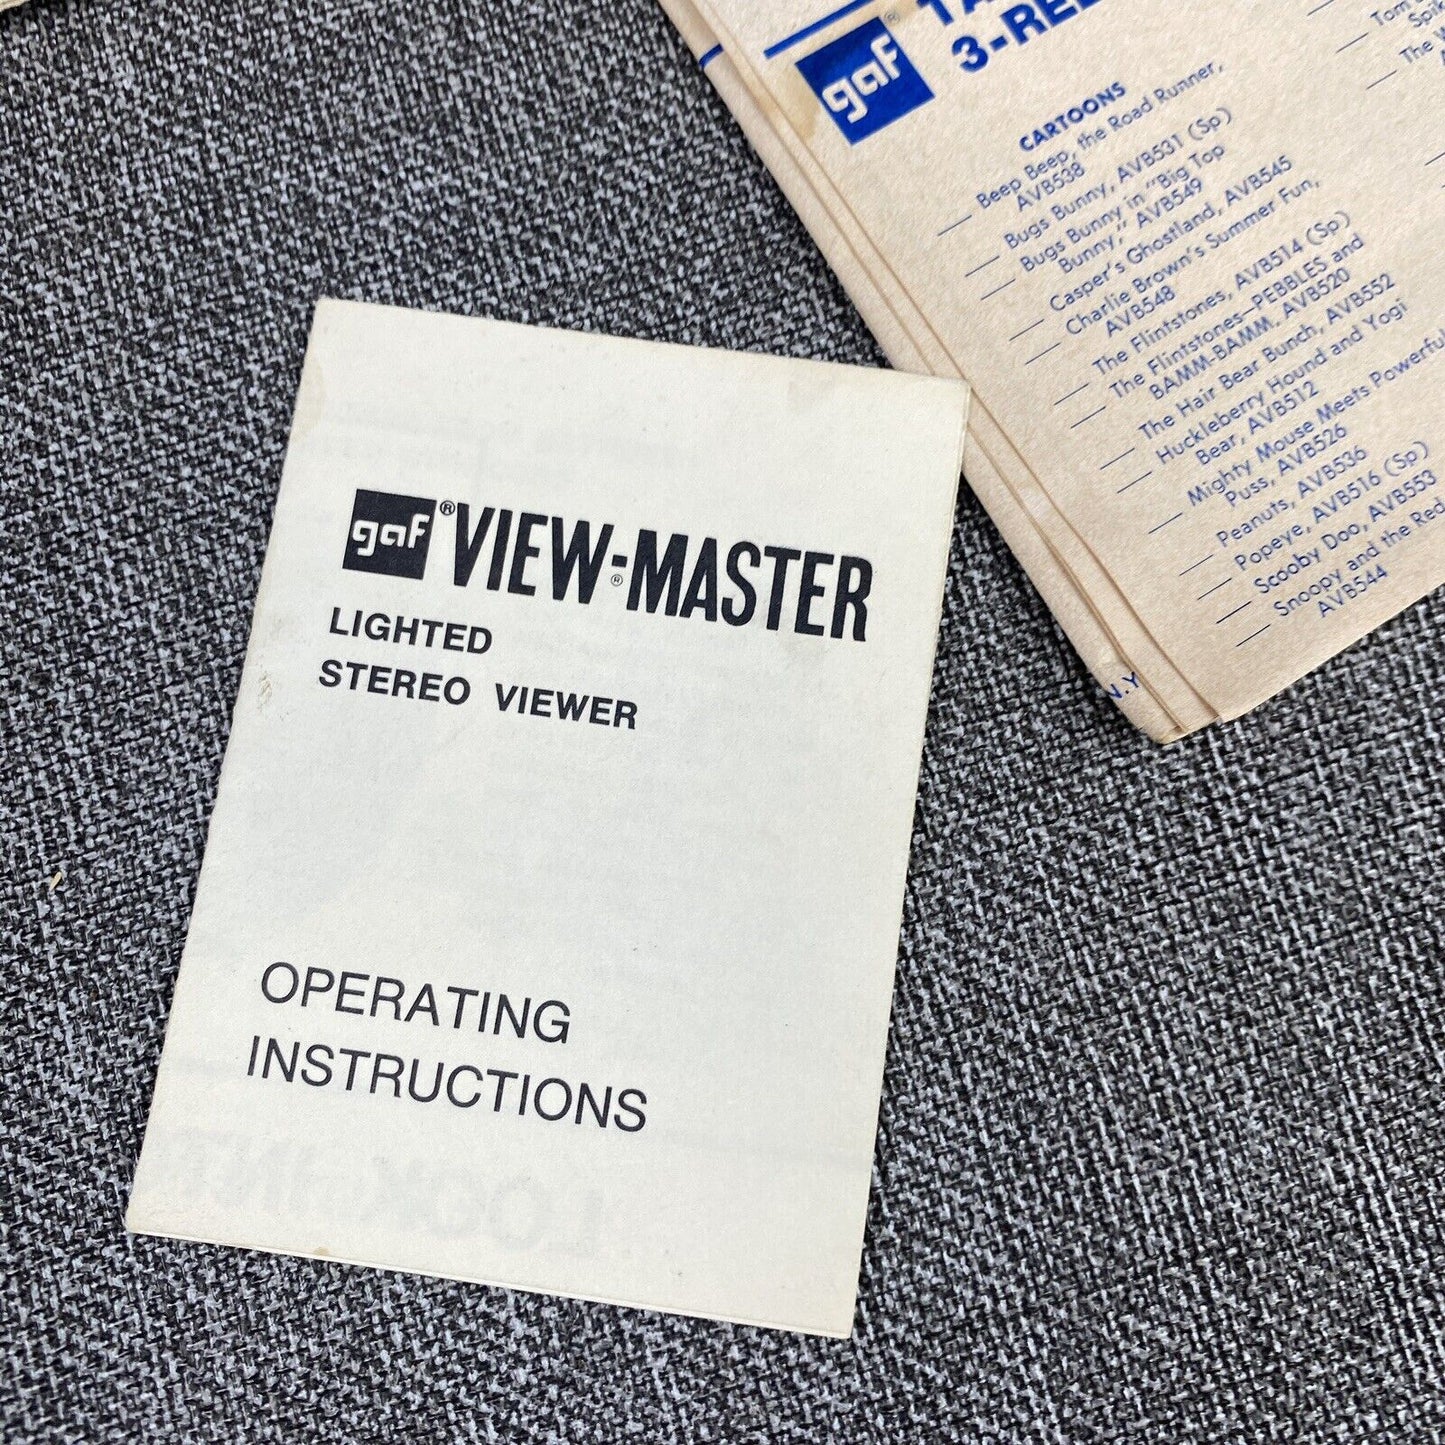 gaf® VIEW-MASTER®
LIGHTED
STEREO VIEWER
OPERATING
INSTRUCTIONS
gaf®
CARTOONS
Beep Beep, the Road Runner,
AVB538
Bugs Bunny, AVB531 (Sp)
Bugs Bunny in "Big Top
Bunny," AVB549
Casper's Ghostland, AVB545
Charlie Brown's Summer Fun,
AVB548
The Flintstones, AVB514 (Sp)
The Flintstones—PEBBLES and
BAMM-BAMM, AVB520
The Hair Bear Bunch, AVB552
Huckleberry Hound and Yogi
Bear, AVB512
Mighty Mouse Meets Powerful
Puss, AVB526
Peanuts, AVB536
Popeye, AVB516 (Sp)
Scooby Doo, AVB553
Snoopy and the Red
AVB544
Tom
The
N.Y